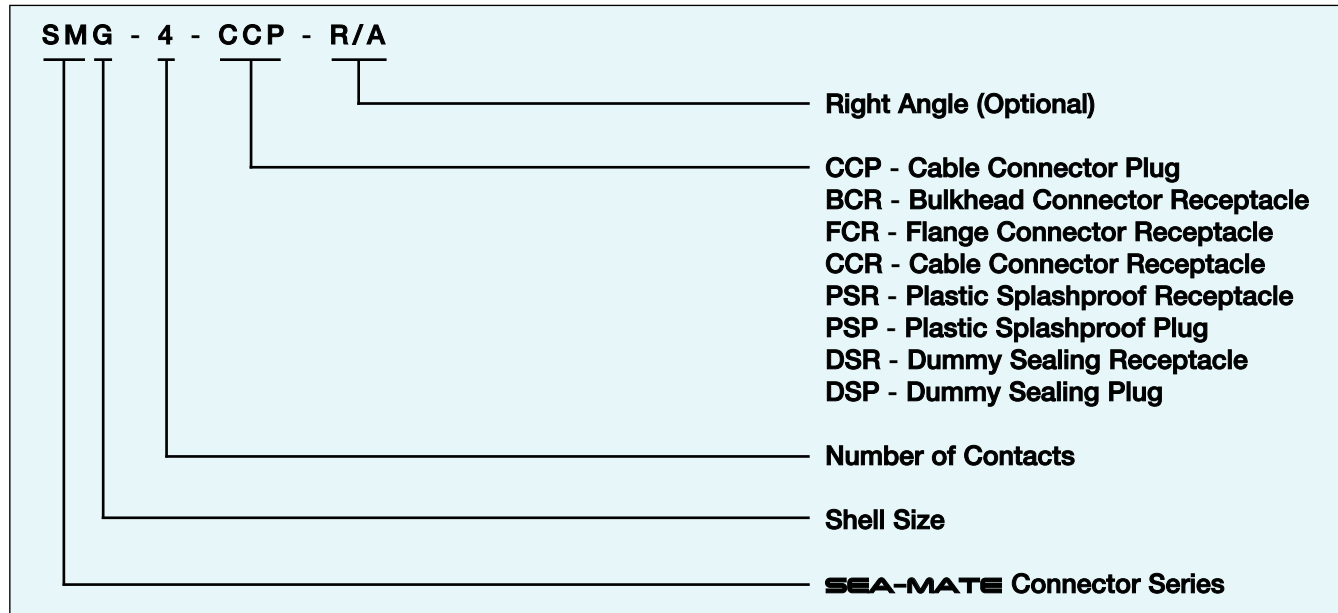 SMG - 4 - CCP - R/A
Right Angle (Optional)
CCP - Cable Connector Plug
BCR - Bulkhead Connector Receptacle
FCR - Flange Connector Receptacle
CCR - Cable Connector Receptacle
PSR - Plastic Splashproof Receptacle
PSP - Plastic Splashproof Plug
DSR - Dummy Sealing Receptacle
DSP - Dummy Sealing Plug
Number of Contacts
Shell Size
SEA-MATE Connector Series